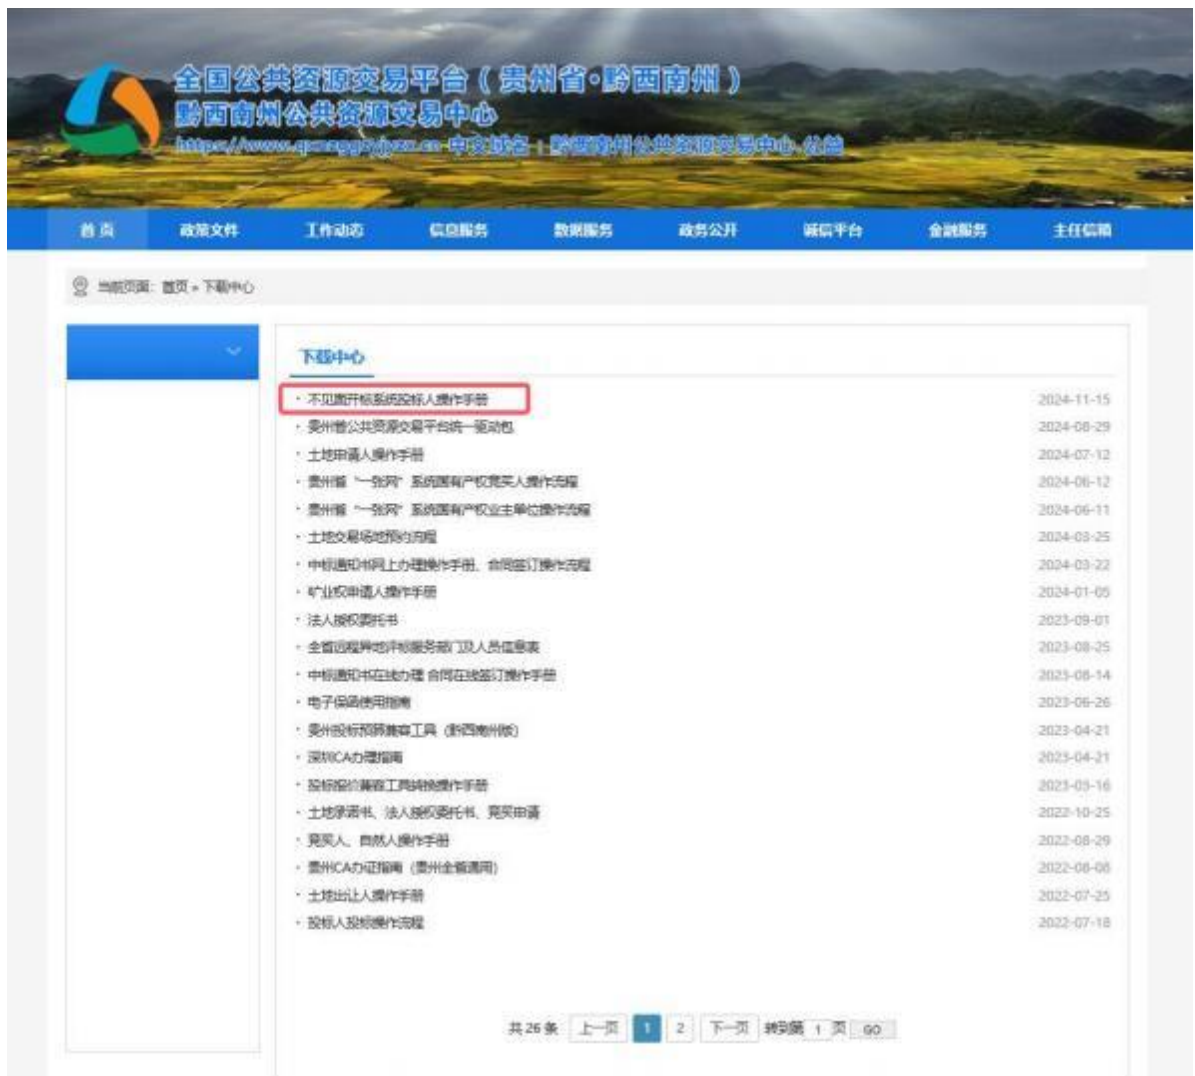 全国公共资源交易平台（贵州省·黔西南州）
黔西南州公共资源交易中心
中文域名：黔西南州公共资源交易中心.公益
首页 政策文件 工作动态 信息服务 数据服务 政务公开 诚信平台 金融服务 主任信箱
当前页面：首页 » 下载中心
下载中心
· 不见面开标系统投标人操作手册 2024-11-15
· 贵州省公共资源交易平台统一驱动包 2024-08-29
· 土地申请人操作手册 2024-07-12
· 贵州省“一张网”系统国有产权竞买人操作流程 2024-06-12
· 贵州省“一张网”系统国有产权业主单位操作流程 2024-06-11
· 土地交易场地预约流程 2024-03-25
· 中标通知书网上办理操作手册、合同签订操作流程 2024-03-22
· 矿业权申请人操作手册 2024-01-05
· 法人授权委托书 2023-09-01
· 全省远程异地评标服务部门及人员信息表 2023-08-25
· 中标通知书在线办理 合同在线签订操作手册 2023-08-14
· 电子保函使用指南 2023-06-26
· 贵州投标预算兼容工具（黔西南州版） 2023-04-21
· 深圳CA办理指南 2023-04-21
· 投标报价兼容工具转换操作手册 2023-03-16
· 土地承诺书、法人授权委托书、竞买申请 2022-10-25
· 竞买人、自然人操作手册 2022-08-29
· 贵州CA办证指南（贵州全省通用） 2022-08-08
· 土地出让人操作手册 2022-07-25
· 投标人投标操作流程 2022-07-18
共 26 条 上一页 1 2 下一页 转到第 1 页 GO